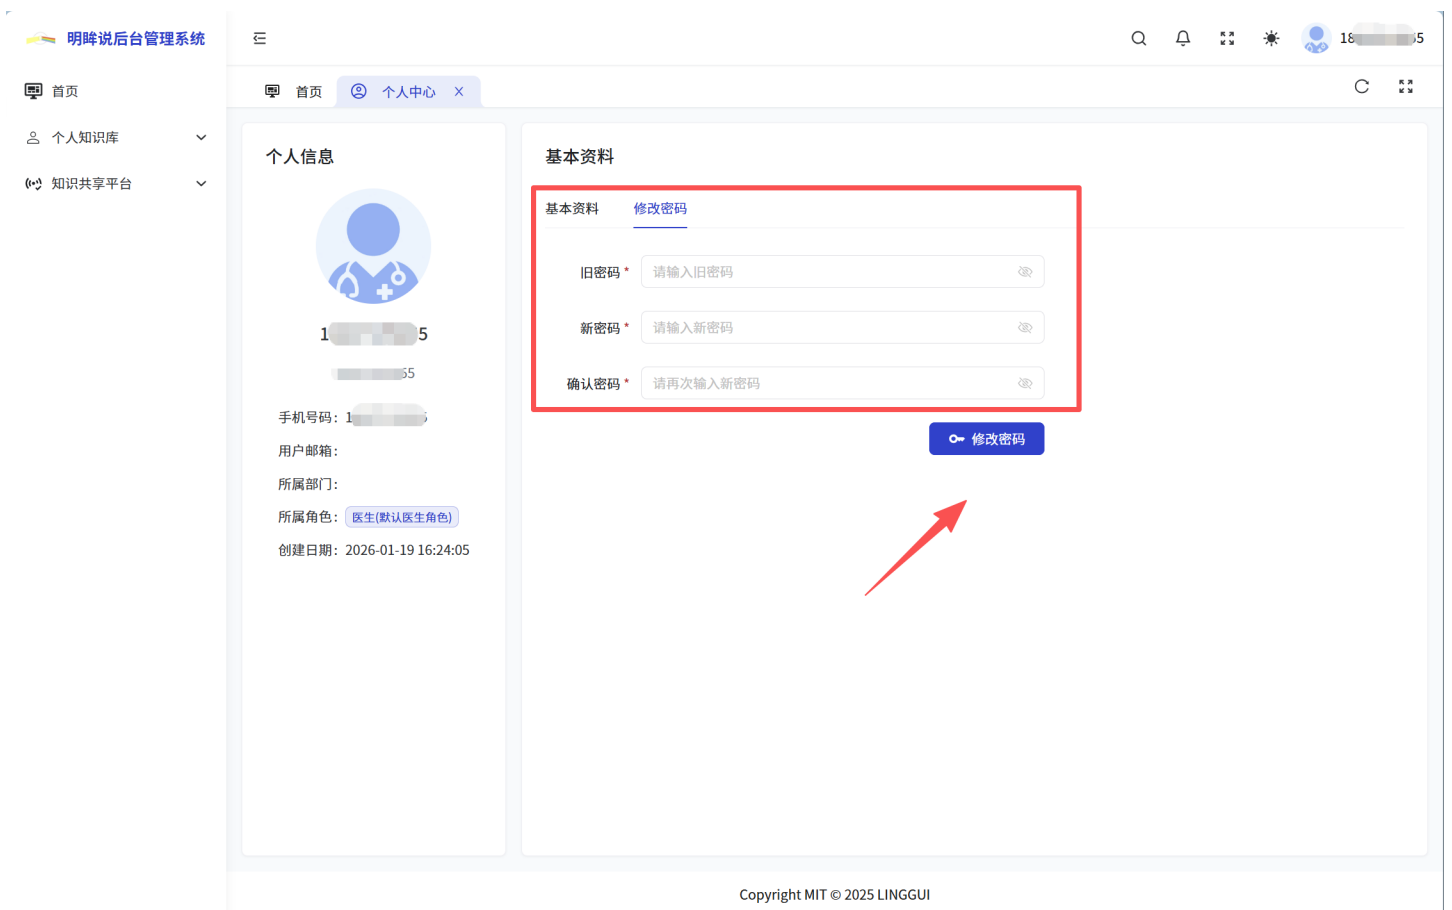 明眸说后台管理系统
首页
个人知识库
知识共享平台
首页
个人中心
个人信息
手机号码：
用户邮箱：
所属部门：
所属角色： 医生(默认医生角色)
创建日期： 2026-01-19 16:24:05
基本资料
基本资料 修改密码
旧密码* 请输入旧密码
新密码* 请输入新密码
确认密码* 请再次输入新密码
修改密码
Copyright MIT © 2025 LINGGUI